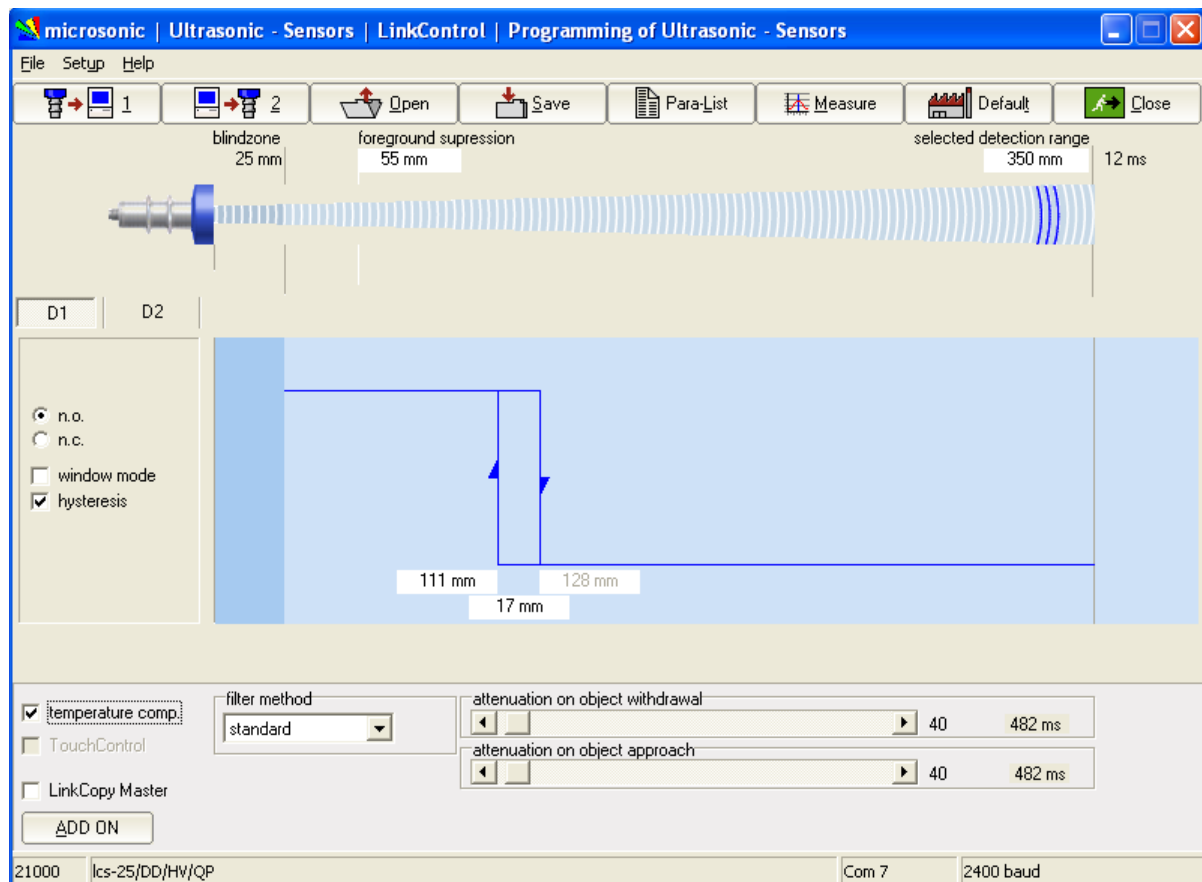 microsonic | Ultrasonic - Sensors | LinkControl | Programming of Ultrasonic - Sensors
File Setup Help
1 2 Open Save Para-List Measure Default Close
blindzone foreground supression selected detection range
25 mm 55 mm 350 mm 12 ms
D1 D2
n.o.
n.c.
window mode
hysteresis
111 mm 128 mm
17 mm
filter method attenuation on object withdrawal
temperature comp. standard 40 482 ms
TouchControl attenuation on object approach
40 482 ms
LinkCopy Master
ADD ON
21000 lcs-25/DD/HV/QP Com 7 2400 baud